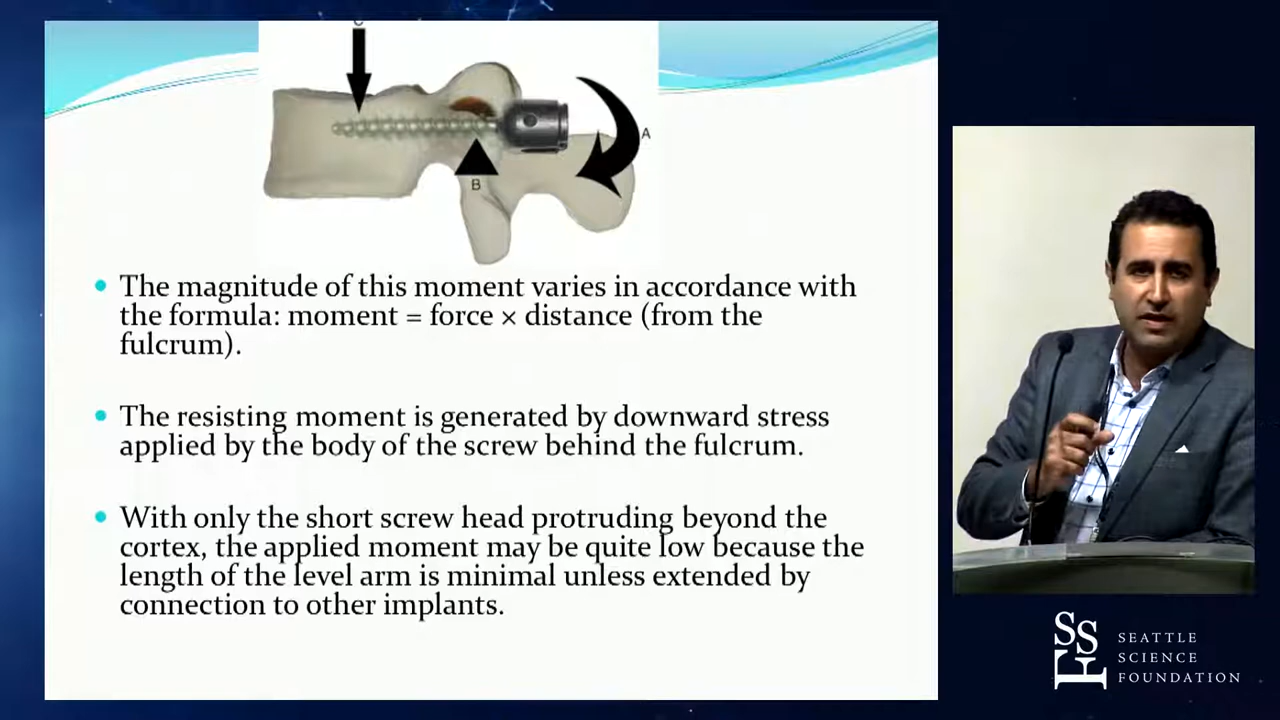 C
A
B
The magnitude of this moment varies in accordance with
the formula: moment = force × distance (from the
fulcrum).
The resisting moment is generated by downward stress
applied by the body of the screw behind the fulcrum.
With only the short screw head protruding beyond the
cortex, the applied moment may be quite low because the
length of the level arm is minimal unless extended by
connection to other implants.
SSF
SEATTLE
SCIENCE
FOUNDATION